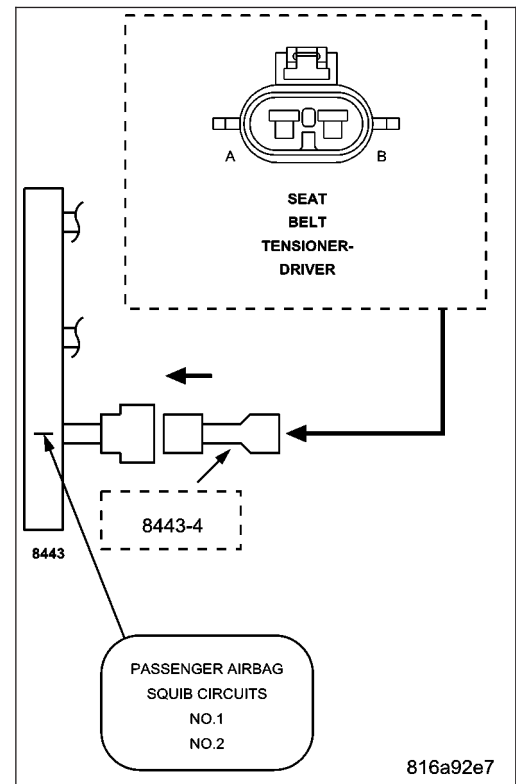 A
B
SEAT
BELT
TENSIONER-
DRIVER
8443-4
8443
PASSENGER AIRBAG
SQUIB CIRCUITS
NO.1
NO.2
816a92e7